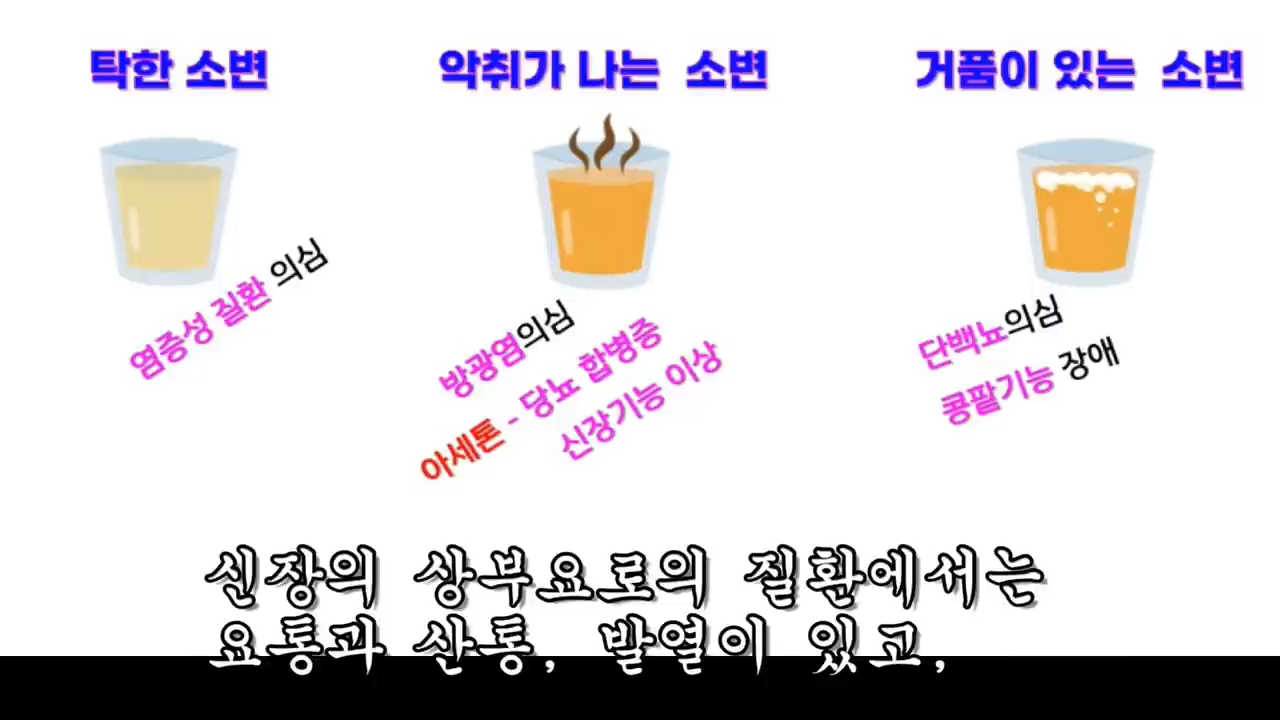 탁한 소변
악취가 나는 소변
거품이 있는 소변
염증성 질환 의심
방광염의심
아세톤 - 당뇨 합병증
신장기능 이상
단백뇨의심
콩팥기능 장애
신장의 상부요로의 질환에서는
요통과 산통, 발열이 있고,